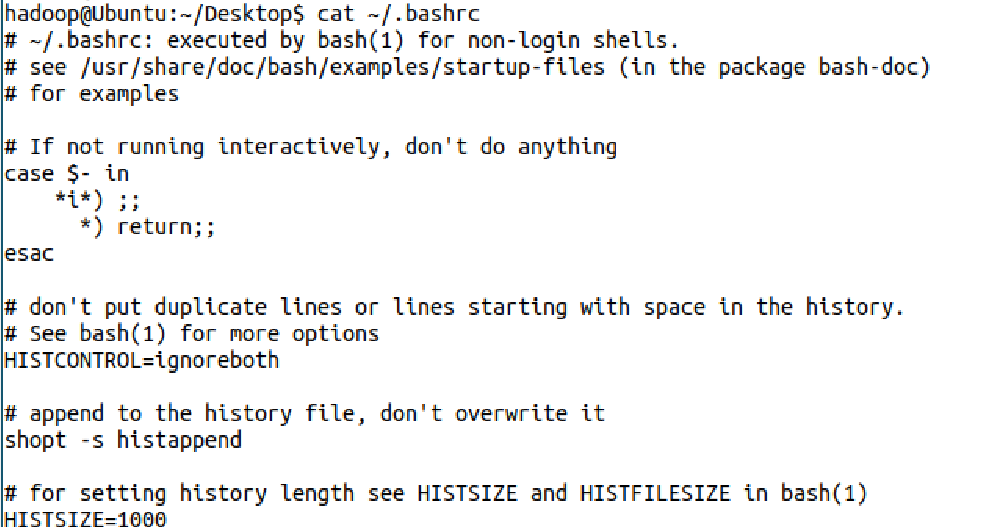 hadoop@Ubuntu:~/Desktop$ cat ~/.bashrc
# ~/.bashrc: executed by bash(1) for non-login shells.
# see /usr/share/doc/bash/examples/startup-files (in the package bash-doc)
# for examples

# If not running interactively, don't do anything
case $- in
    *i*) ;;
      *) return;;
esac

# don't put duplicate lines or lines starting with space in the history.
# See bash(1) for more options
HISTCONTROL=ignoreboth

# append to the history file, don't overwrite it
shopt -s histappend

# for setting history length see HISTSIZE and HISTFILESIZE in bash(1)
HISTSIZE=1000